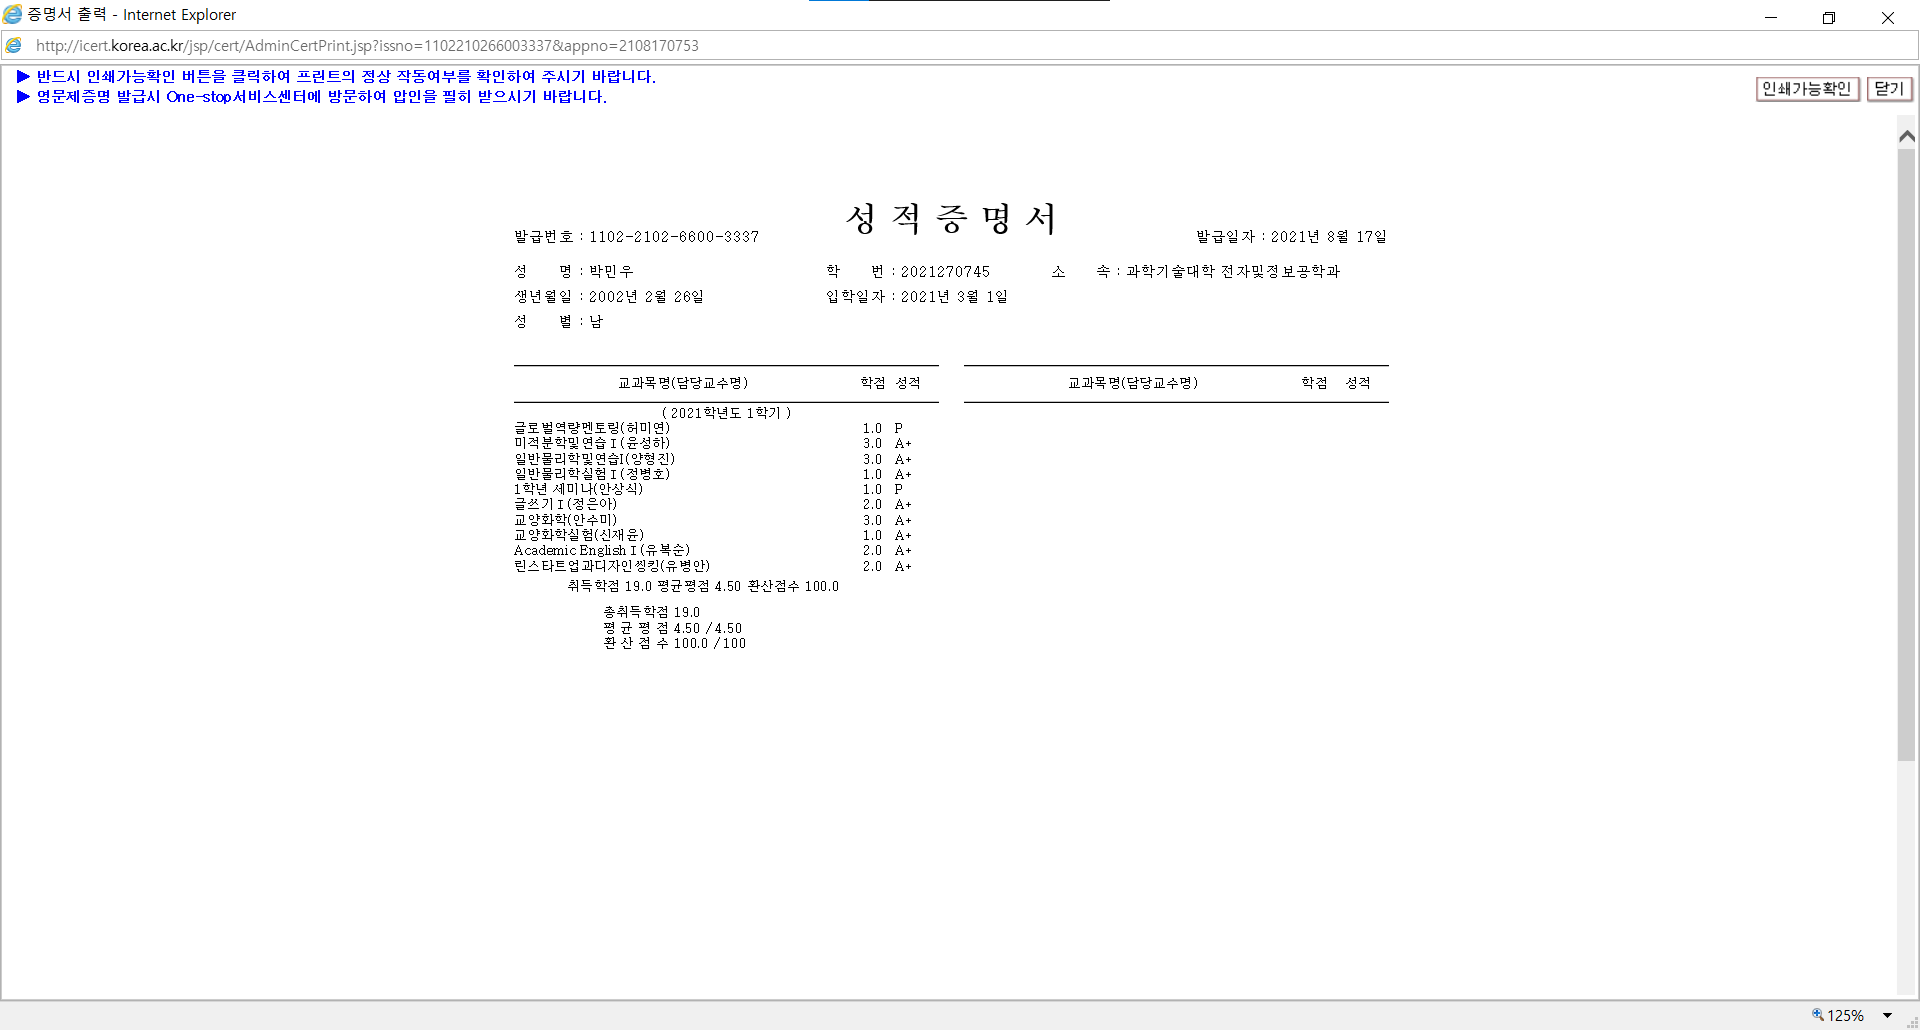 증명서 출력 - Internet Explorer
http://icert.korea.ac.kr/jsp/cert/AdminCertPrint.jsp?issno=1102210266003337&appno=2108170753
▶ 반드시 인쇄가능확인 버튼을 클릭하여 프린트의 정상 작동여부를 확인하여 주시기 바랍니다.
▶ 영문제증명 발급시 One-stop서비스센터에 방문하여 압인을 필히 받으시기 바랍니다.
인쇄가능확인 닫기
성 적 증 명 서
발급번호 : 1102-2102-6600-3337 발급일자 : 2021년 8월 17일
성 명 : 박민우 학 번 : 2021270745 소 속 : 과학기술대학 전자및정보공학과
생년월일 : 2002년 2월 26일 입학일자 : 2021년 3월 1일
성 별 : 남
교과목명(담당교수명) 학점 성적 교과목명(담당교수명) 학점 성적
( 2021학년도 1학기 )
글로벌역량멘토링(허미연) 1.0 P
미적분학및연습Ⅰ(윤성하) 3.0 A+
일반물리학및연습I(양형진) 3.0 A+
일반물리학실험Ⅰ(정병호) 1.0 A+
1학년 세미나(안상식) 1.0 P
글쓰기Ⅰ(정은아) 2.0 A+
교양화학(안수미) 3.0 A+
교양화학실험(신재윤) 1.0 A+
Academic EnglishⅠ(유복순) 2.0 A+
린스타트업과디자인씽킹(유병안) 2.0 A+
취득학점 19.0 평균평점 4.50 환산점수 100.0
총취득학점 19.0
평 균 평 점 4.50 / 4.50
환 산 점 수 100.0 / 100
125%